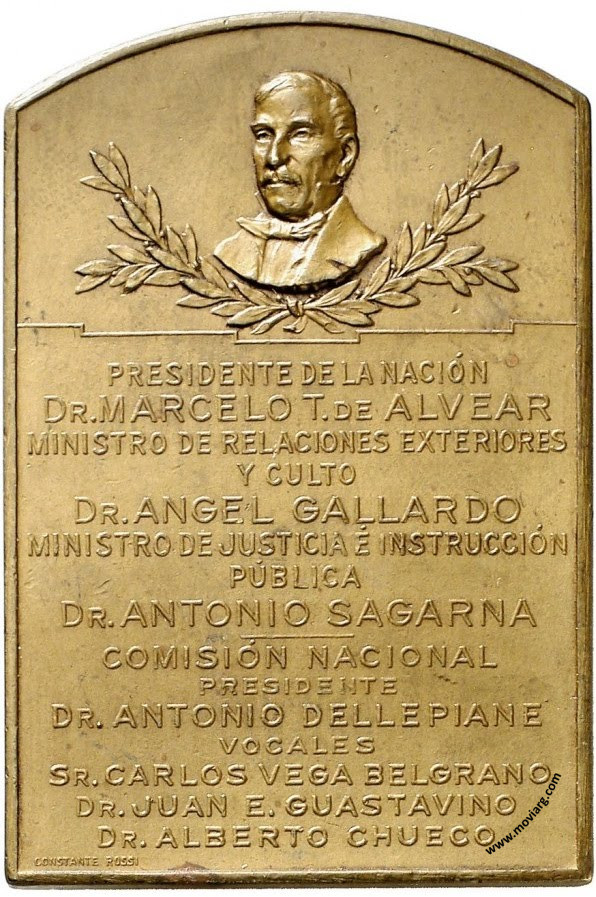 PRESIDENTE DE LA NACIÓN
DR. MARCELO T. DE ALVEAR
MINISTRO DE RELACIONES EXTERIORES
Y CULTO
DR. ANGEL GALLARDO
MINISTRO DE JUSTICIA É INSTRUCCIÓN
PÚBLICA
DR. ANTONIO SAGARNA
COMISIÓN NACIONAL
PRESIDENTE
DR. ANTONIO DELLEPIANE
VOCALES
SR. CARLOS VEGA BELGRANO
DR. JUAN E. GUASTAVINO
DR. ALBERTO CHUECO
CONSTANTE ROSSI
www.moviarg.com